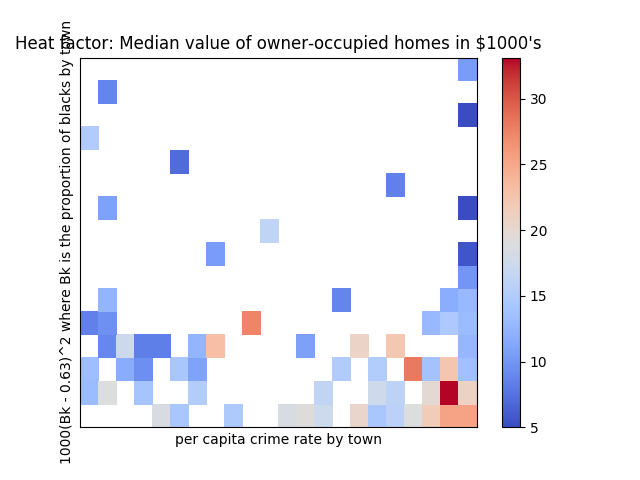 Heat factor: Median value of owner-occupied homes in $1000's
1000(Bk - 0.63)^2 where Bk is the proportion of blacks by town
per capita crime rate by town
30
25
20
15
10
5